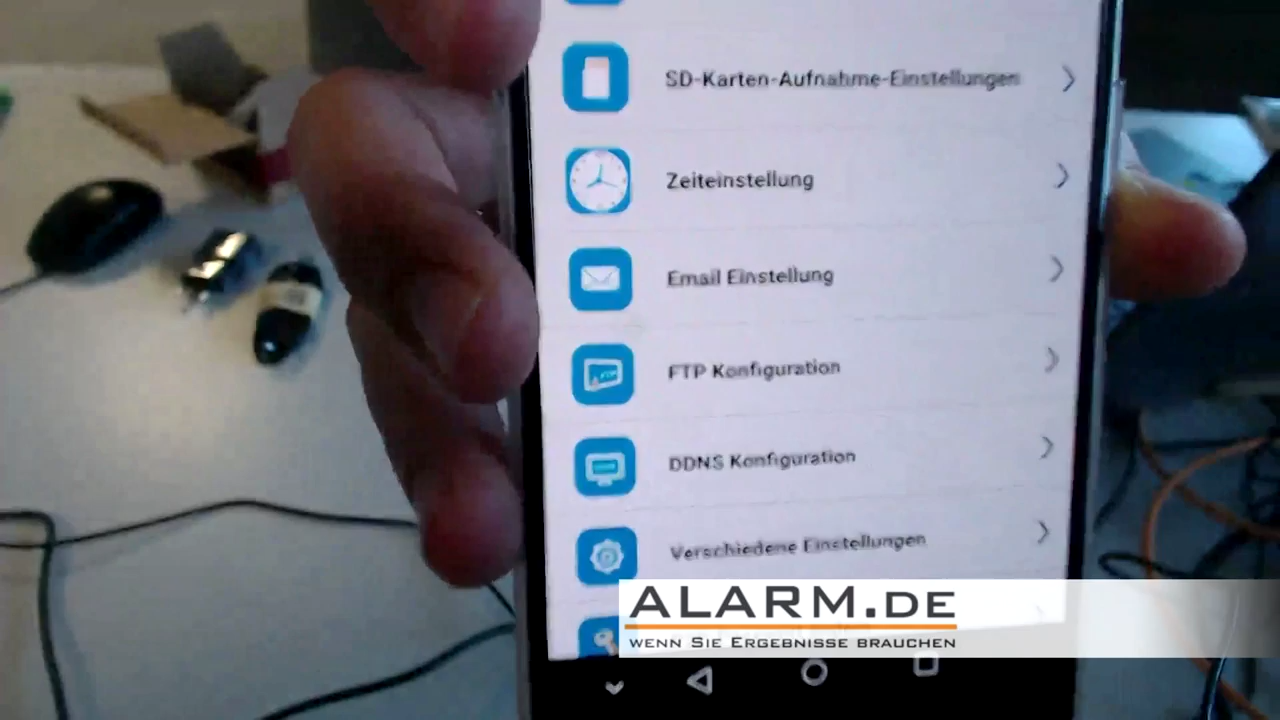 SD-Karten-Aufnahme-Einstellungen
Zeiteinstellung
Email Einstellung
FTP
FTP Konfiguration
DDNS Konfiguration
Verschiedene Einstellungen
ALARM.DE
WENN SIE ERGEBNISSE BRAUCHEN